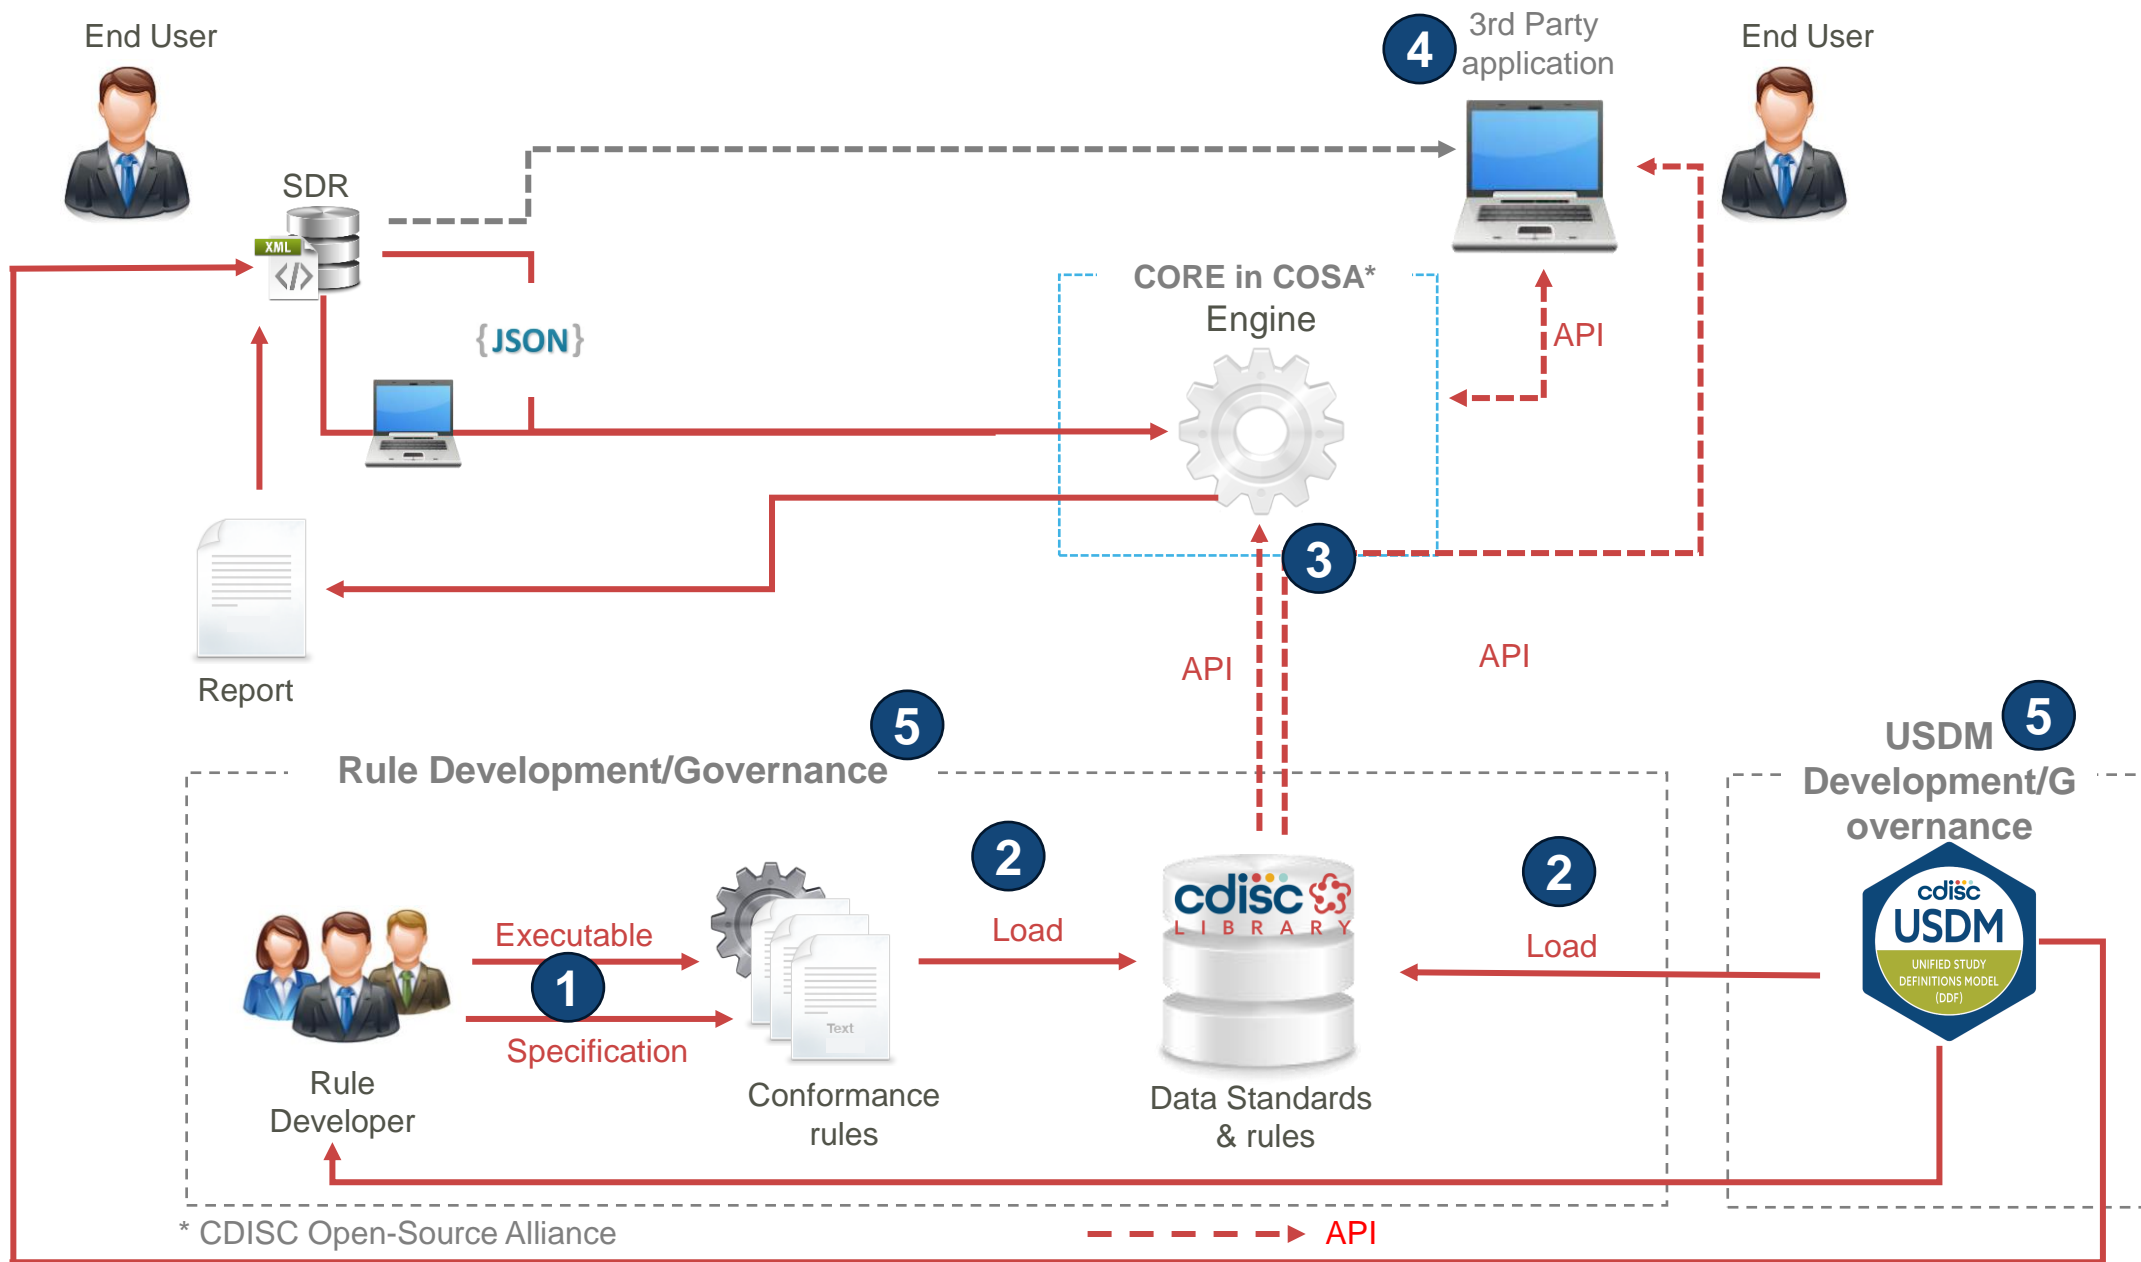 End User
4
3rd Party
application
End User
SDR
XML
</>
{JSON}
CORE in COSA*
Engine
API
3
API
API
Report
5
Rule Development/Governance
5
USDM
Development/G
overnance
Executable
1
Specification
2
Load
cdisc
LIBRARY
2
Load
cdisc
USDM
UNIFIED STUDY
DEFINITIONS MODEL
(DDF)
Text
Rule
Developer
Conformance
rules
Data Standards
& rules
* CDISC Open-Source Alliance
API